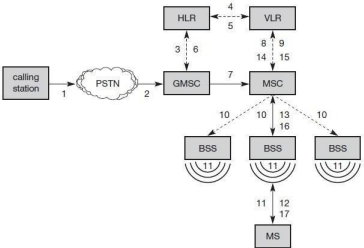 4
HLR VLR
5
3 6 8 9
14 15
calling
station
PSTN
GMSC
7
MSC
1 2
10 10 13 10
16
BSS BSS BSS
11 11 11
11 12
17
MS